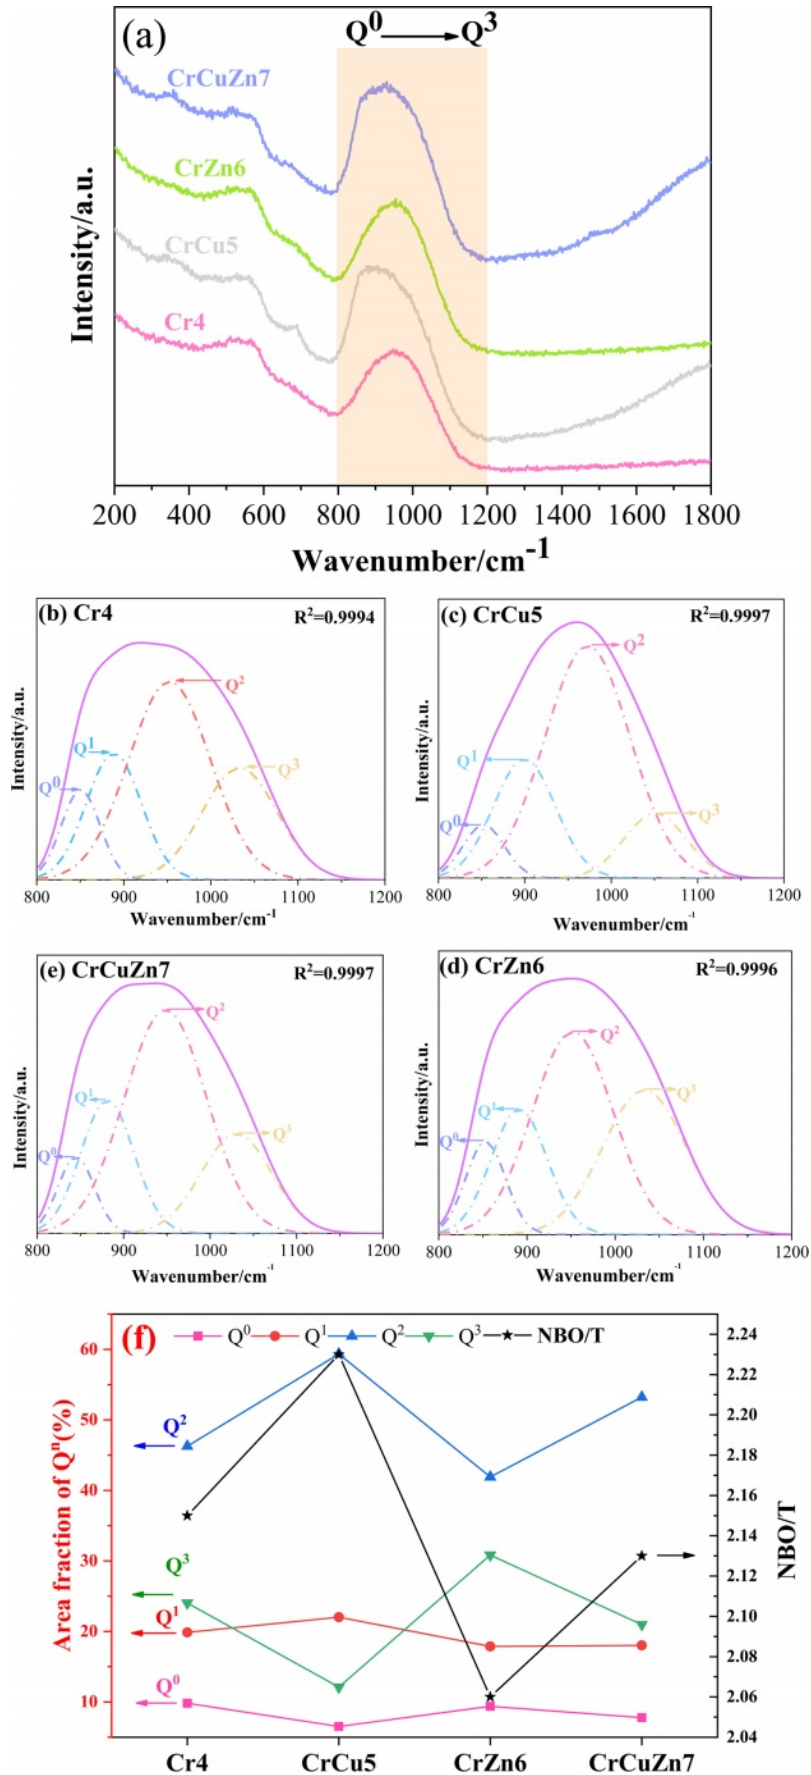 (a)
Q⁰ Q³
CrCuZn7
CrZn6
CrCu5
Cr4
Intensity/a.u.
200 400 600 800 1000 1200 1400 1600 1800
Wavenumber/cm⁻¹
(b) Cr4 R²=0.9994
Q²
Q¹
Q³
Q⁰
Intensity/a.u.
800 900 1000 1100 1200
Wavenumber/cm⁻¹
(c) CrCu5 R²=0.9997
Q²
Q¹
Q³
Q⁰
Intensity/a.u.
800 900 1000 1100 1200
Wavenumber/cm⁻¹
(e) CrCuZn7 R²=0.9997
Q²
Q¹
Q³
Q⁰
Intensity/a.u.
800 900 1000 1100 1200
Wavenumber/cm⁻¹
(d) CrZn6 R²=0.9996
Q²
Q³
Q¹
Q⁰
Intensity/a.u.
800 900 1000 1100 1200
Wavenumber/cm⁻¹
(f) Q⁰ Q¹ Q² Q³ NBO/T
Q²
Q³
Q¹
Q⁰
Area fraction of Qⁿ(%)
60
50
40
30
20
10
NBO/T
2.24
2.22
2.20
2.18
2.16
2.14
2.12
2.10
2.08
2.06
2.04
Cr4 CrCu5 CrZn6 CrCuZn7